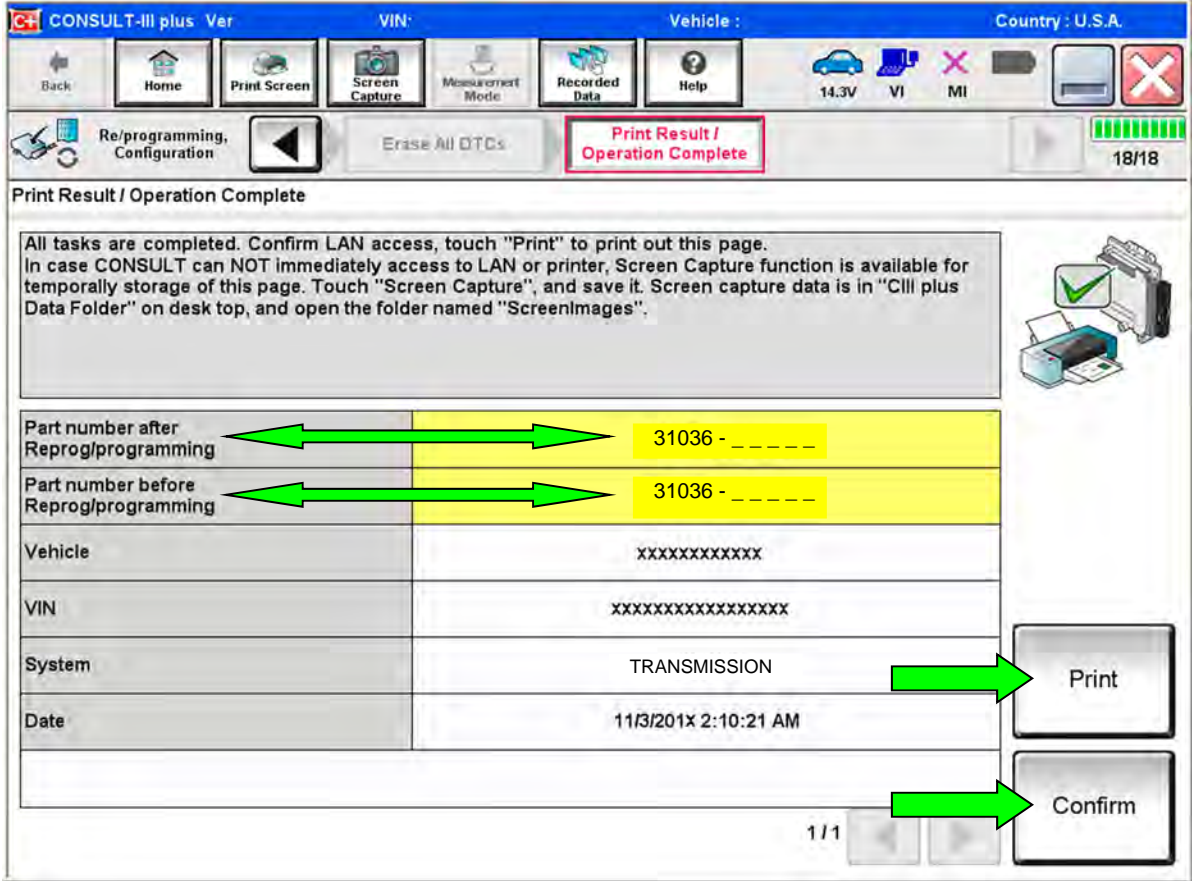 C+ CONSULT-III plus Ver VIN: Vehicle : Country : U.S.A.
Back Home Print Screen Screen Capture Measurement Mode Recorded Data Help 14.3V VI MI
Re/programming, Configuration Erase All DTCs Print Result / Operation Complete 18/18
Print Result / Operation Complete
All tasks are completed. Confirm LAN access, touch "Print" to print out this page.
In case CONSULT can NOT immediately access to LAN or printer, Screen Capture function is available for
temporally storage of this page. Touch "Screen Capture", and save it. Screen capture data is in "CIII plus
Data Folder" on desk top, and open the folder named "ScreenImages".
Part number after
Reprog/programming
31036 - _ _ _ _ _
Part number before
Reprog/programming
31036 - _ _ _ _ _
Vehicle xxxxxxxxxxxx
VIN xxxxxxxxxxxxxxxxx
System TRANSMISSION
Print
Date 11/3/201X 2:10:21 AM
Confirm
1/1